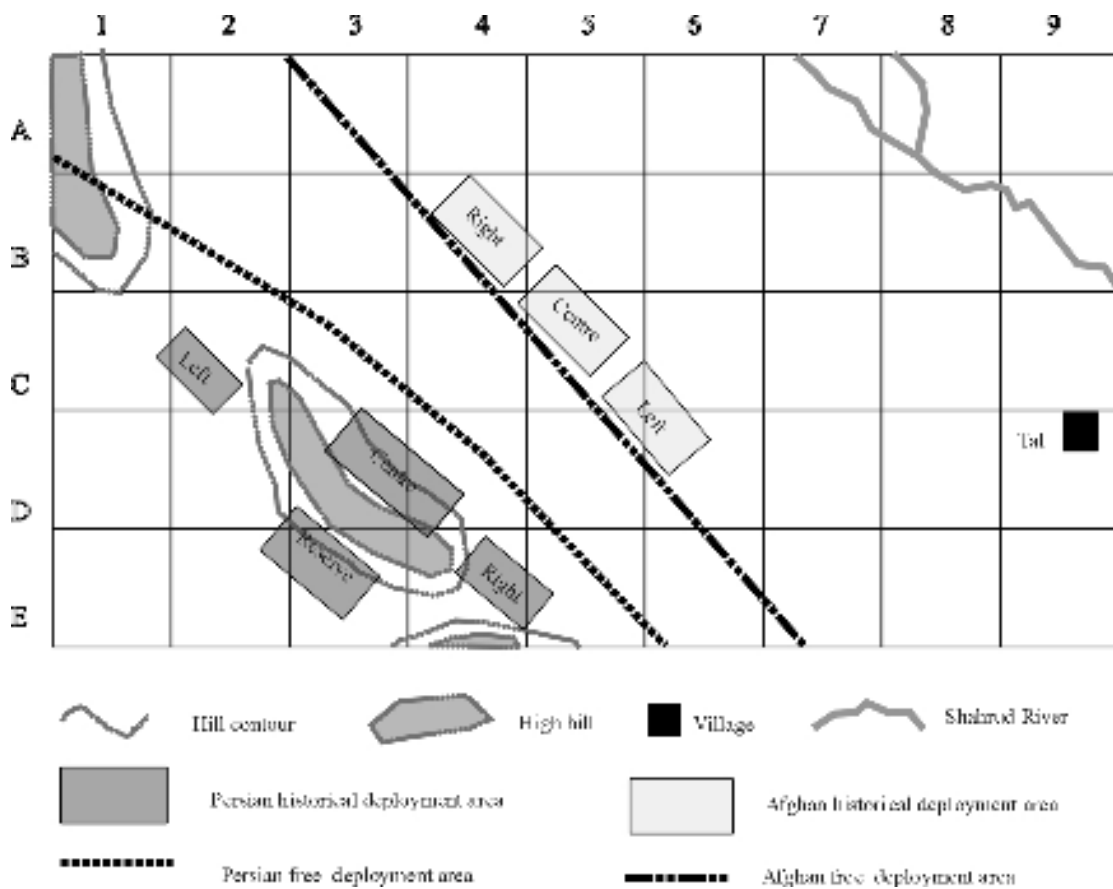 1 2 3 4 5 6 7 8 9
A
Right
B
Centre
Left
C
Left
Tal
Centre
D
Reserve
Right
E
Hill contour
High hill
Village
Shahrud River
Persian historical deployment area
Afghan historical deployment area
Persian free deployment area
Afghan free deployment area